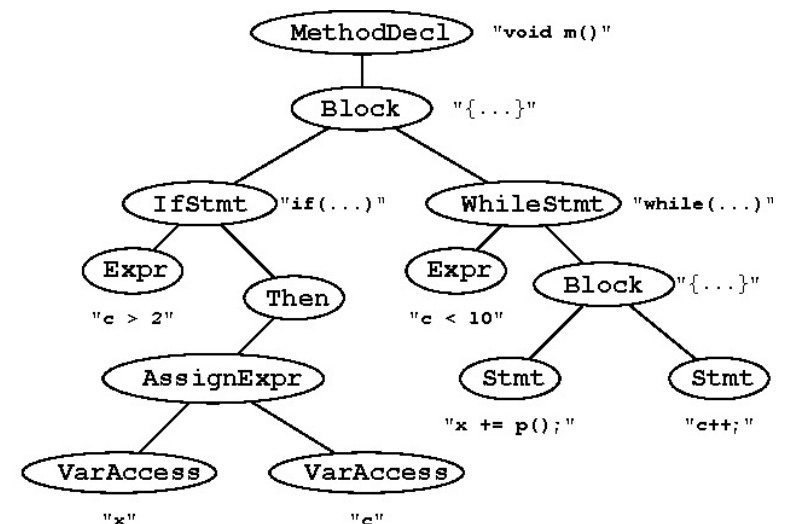 MethodDecl "void m()"
Block "{...}"
IfStmt "if(...)" WhileStmt "while(...)"
Expr Expr
Then Block "{...}"
"c > 2" "c < 10"
AssignExpr Stmt Stmt
"x += p();" "c++;"
VarAccess VarAccess
"x" "c"